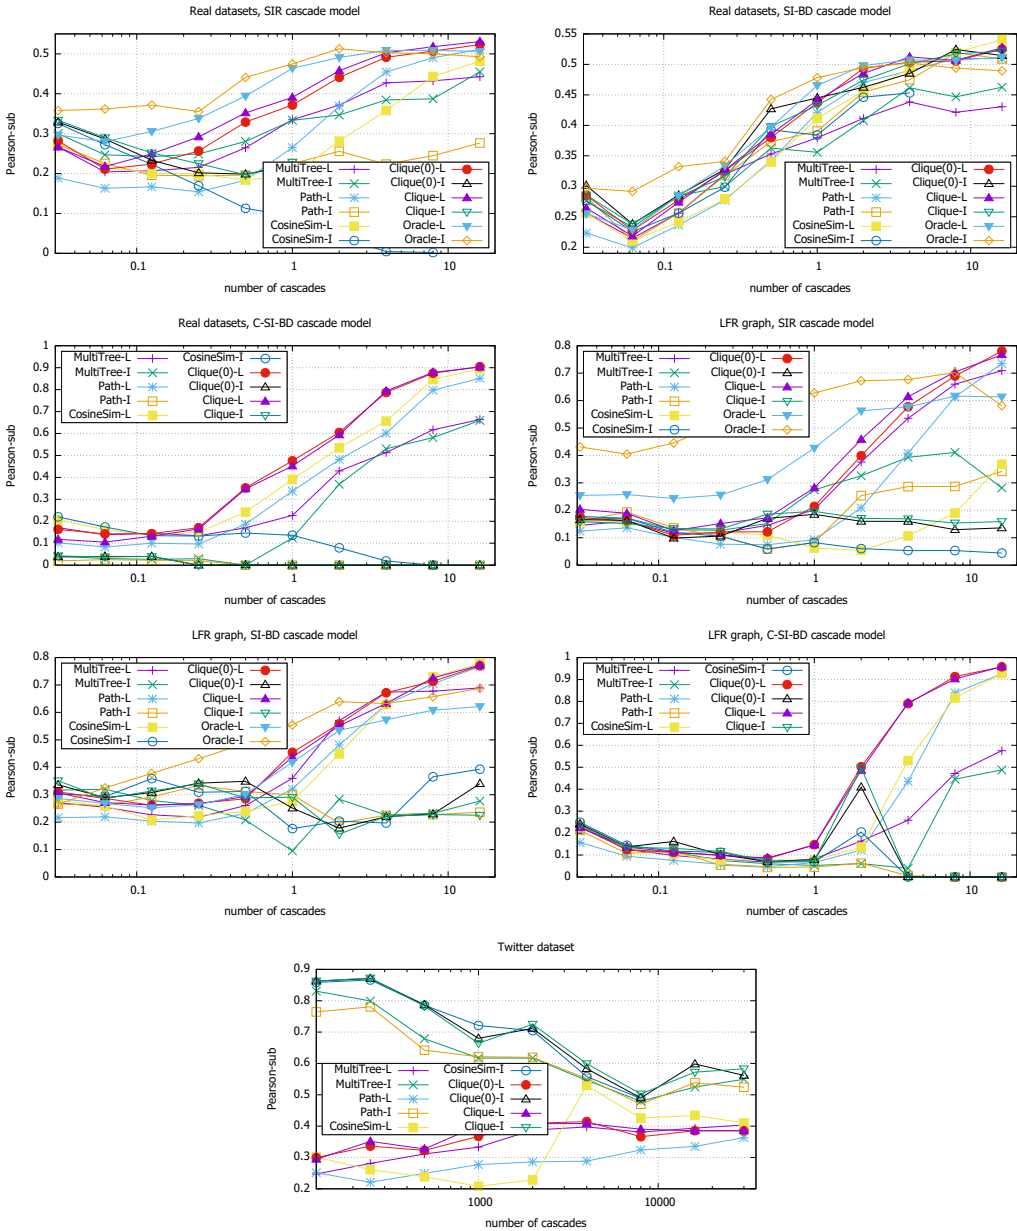 Real datasets, SIR cascade model
Pearson-sub
0.5
0.4
0.3
0.2
0.1
0
MultiTree-L
MultiTree-I
Path-L
Path-I
CosineSim-L
CosineSim-I
Clique(0)-L
Clique(0)-I
Clique-L
Clique-I
Oracle-L
Oracle-I
0.1
1
10
number of cascades
Real datasets, SI-BD cascade model
Pearson-sub
0.55
0.5
0.45
0.4
0.35
0.3
0.25
0.2
MultiTree-L
MultiTree-I
Path-L
Path-I
CosineSim-L
CosineSim-I
Clique(0)-L
Clique(0)-I
Clique-L
Clique-I
Oracle-L
Oracle-I
0.1
1
10
number of cascades
Real datasets, C-SI-BD cascade model
Pearson-sub
1
0.9
0.8
0.7
0.6
0.5
0.4
0.3
0.2
0.1
0
MultiTree-L
MultiTree-I
Path-L
Path-I
CosineSim-L
CosineSim-I
Clique(0)-L
Clique(0)-I
Clique-L
Clique-I
0.1
1
10
number of cascades
LFR graph, SIR cascade model
Pearson-sub
0.8
0.7
0.6
0.5
0.4
0.3
0.2
0.1
0
MultiTree-L
MultiTree-I
Path-L
Path-I
CosineSim-L
CosineSim-I
Clique(0)-L
Clique(0)-I
Clique-L
Clique-I
Oracle-L
Oracle-I
0.1
1
10
number of cascades
LFR graph, SI-BD cascade model
Pearson-sub
0.8
0.7
0.6
0.5
0.4
0.3
0.2
0.1
0
MultiTree-L
MultiTree-I
Path-L
Path-I
CosineSim-L
CosineSim-I
Clique(0)-L
Clique(0)-I
Clique-L
Clique-I
Oracle-L
Oracle-I
0.1
1
10
number of cascades
LFR graph, C-SI-BD cascade model
Pearson-sub
1
0.9
0.8
0.7
0.6
0.5
0.4
0.3
0.2
0.1
0
MultiTree-L
MultiTree-I
Path-L
Path-I
CosineSim-L
CosineSim-I
Clique(0)-L
Clique(0)-I
Clique-L
Clique-I
0.1
1
10
number of cascades
Twitter dataset
Pearson-sub
0.9
0.8
0.7
0.6
0.5
0.4
0.3
0.2
MultiTree-L
MultiTree-I
Path-L
Path-I
CosineSim-L
CosineSim-I
Clique(0)-L
Clique(0)-I
Clique-L
Clique-I
1000
10000
number of cascades